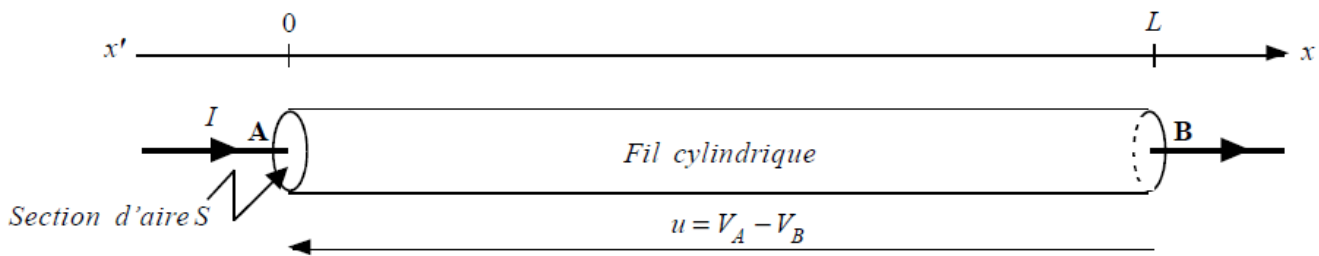 0 L
x' x
I A B
Fil cylindrique
Section d'aire S
u = V_A − V_B